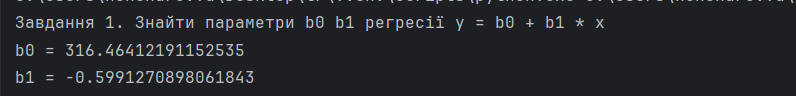 Завдання 1. Знайти параметри b0 b1 регресії y = b0 + b1 * x
b0 = 316.46412191152535
b1 = -0.5991270898061843